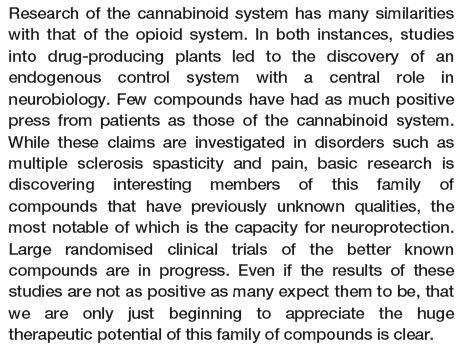 Research of the cannabinoid system has many similarities
with that of the opioid system. In both instances, studies
into drug-producing plants led to the discovery of an
endogenous control system with a central role in
neurobiology. Few compounds have had as much positive
press from patients as those of the cannabinoid system.
While these claims are investigated in disorders such as
multiple sclerosis spasticity and pain, basic research is
discovering interesting members of this family of
compounds that have previously unknown qualities, the
most notable of which is the capacity for neuroprotection.
Large randomised clinical trials of the better known
compounds are in progress. Even if the results of these
studies are not as positive as many expect them to be, that
we are only just beginning to appreciate the huge
therapeutic potential of this family of compounds is clear.